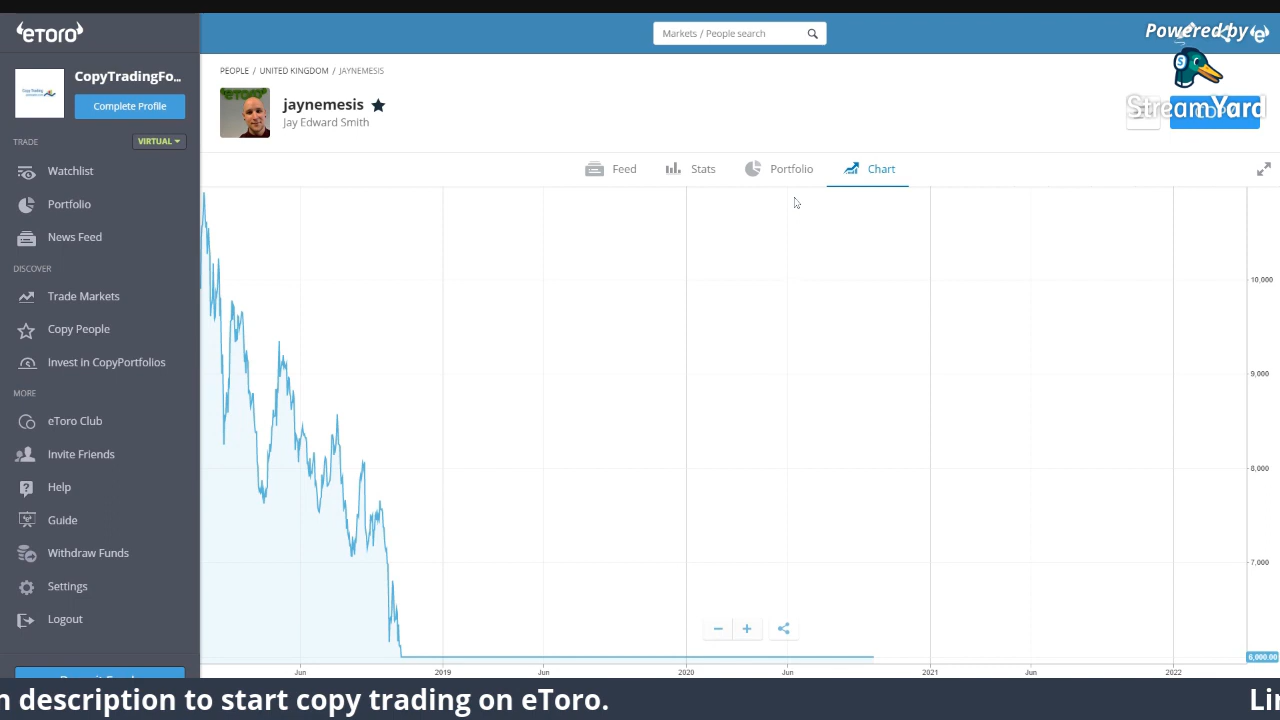 eTORO
Markets / People search
Powered by e
CopyTradingFo...
Complete Profile
PEOPLE / UNITED KINGDOM / JAYNEMESIS
jaynemesis
Jay Edward Smith
StreamYard
TRADE
VIRTUAL
Feed
Stats
Portfolio
Chart
Watchlist
Portfolio
News Feed
DISCOVER
Trade Markets
Copy People
Invest in CopyPortfolios
MORE
eToro Club
Invite Friends
Help
Guide
Withdraw Funds
Settings
Logout
10,000
9,000
8,000
7,000
6,000.00
Jun
2019
Jun
2020
Jun
2021
Jun
2022
n description to start copy trading on eToro.